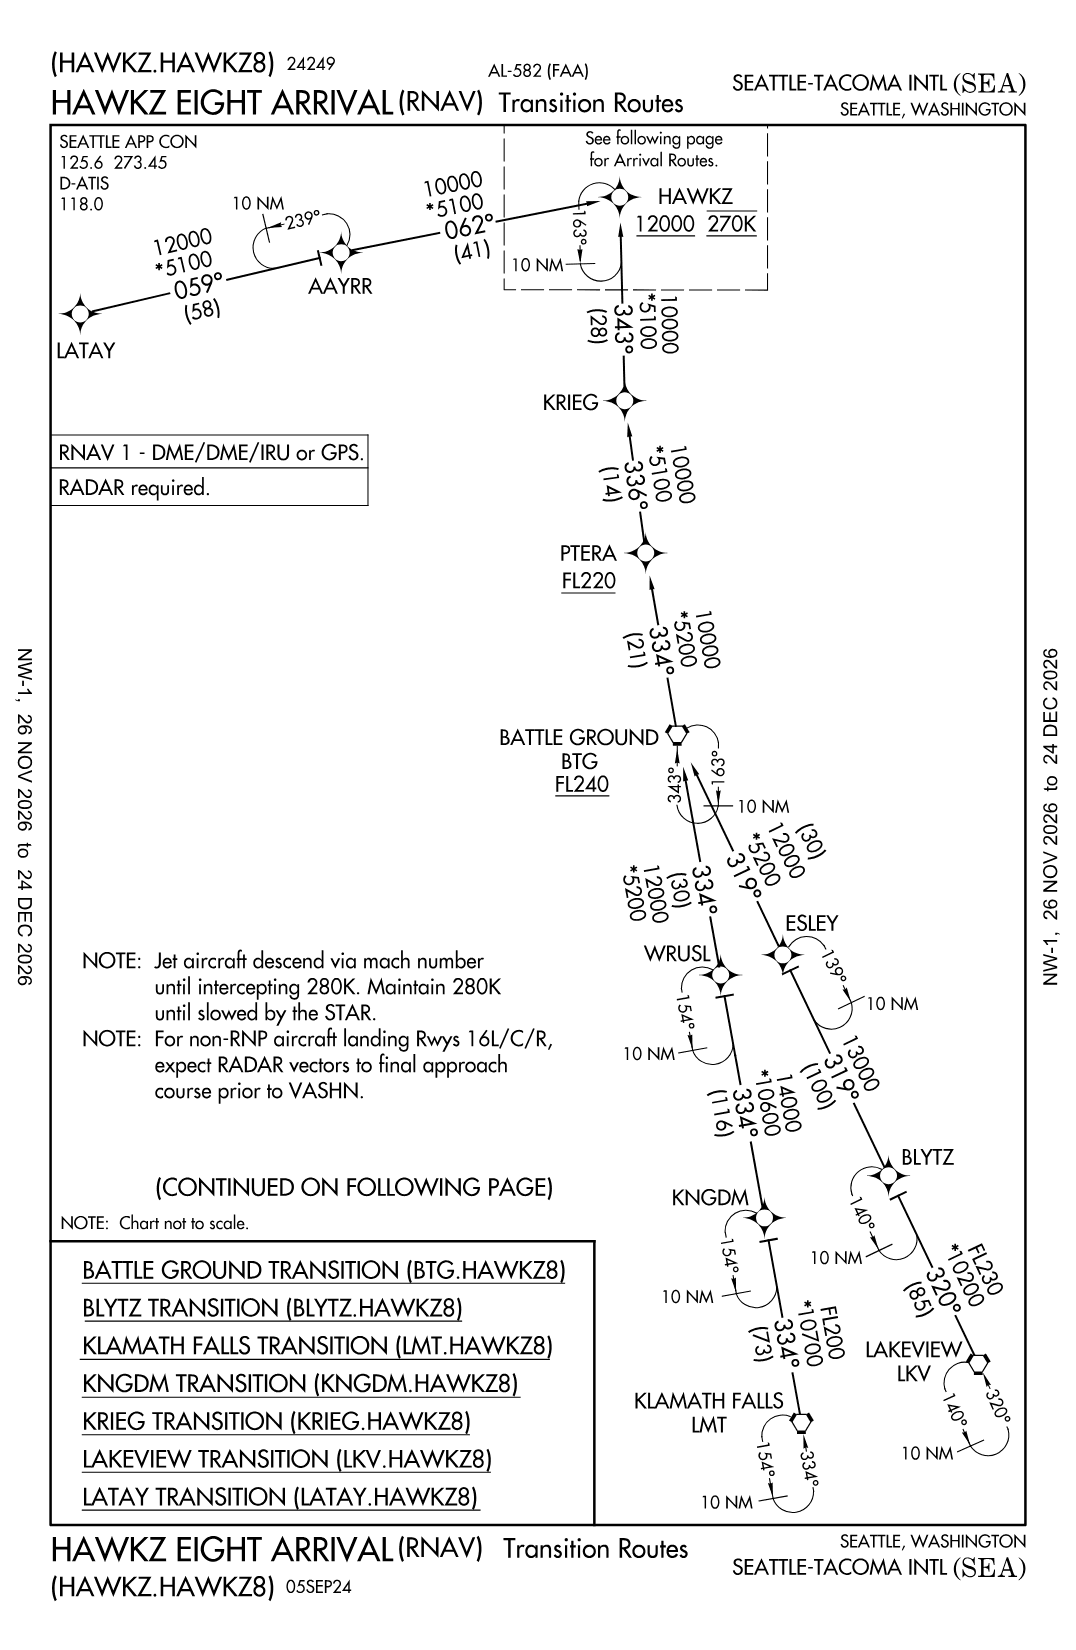 (HAWKZ.HAWKZ8) 24249
AL-582 (FAA)
SEATTLE-TACOMA INTL (SEA)
HAWKZ EIGHT ARRIVAL (RNAV) Transition Routes
SEATTLE, WASHINGTON
SEATTLE APP CON
125.6 273.45
D-ATIS
118.0
See following page
for Arrival Routes.
HAWKZ
12000 270K
163°
10 NM
10000
*5100
062°
(41)
10 NM
239°
AAYRR
12000
*5100
059°
(58)
LATAY
10000
*5100
343°
(28)
KRIEG
RNAV 1 - DME/DME/IRU or GPS.
RADAR required.
10000
*5100
336°
(14)
PTERA
FL220
10000
*5200
334°
(21)
BATTLE GROUND
BTG
FL240
343°
163°
10 NM
(30)
12000
*5200
319°
334°
(30)
12000
*5200
ESLEY
139°
10 NM
WRUSL
154°
10 NM
NOTE: Jet aircraft descend via mach number
until intercepting 280K. Maintain 280K
until slowed by the STAR.
NOTE: For non-RNP aircraft landing Rwys 16L/C/R,
expect RADAR vectors to final approach
course prior to VASHN.
13000
319°
(100)
14000
*10600
334°
(116)
BLYTZ
140°
10 NM
KNGDM
154°
10 NM
(CONTINUED ON FOLLOWING PAGE)
NOTE: Chart not to scale.
FL230
*10200
320°
(85)
FL200
*10700
334°
(73)
LAKEVIEW
LKV
140°
320°
10 NM
KLAMATH FALLS
LMT
154°
334°
10 NM
BATTLE GROUND TRANSITION (BTG.HAWKZ8)
BLYTZ TRANSITION (BLYTZ.HAWKZ8)
KLAMATH FALLS TRANSITION (LMT.HAWKZ8)
KNGDM TRANSITION (KNGDM.HAWKZ8)
KRIEG TRANSITION (KRIEG.HAWKZ8)
LAKEVIEW TRANSITION (LKV.HAWKZ8)
LATAY TRANSITION (LATAY.HAWKZ8)
NW-1, 26 NOV 2026 to 24 DEC 2026
NW-1, 26 NOV 2026 to 24 DEC 2026
HAWKZ EIGHT ARRIVAL (RNAV) Transition Routes
SEATTLE, WASHINGTON
SEATTLE-TACOMA INTL (SEA)
(HAWKZ.HAWKZ8) 05SEP24